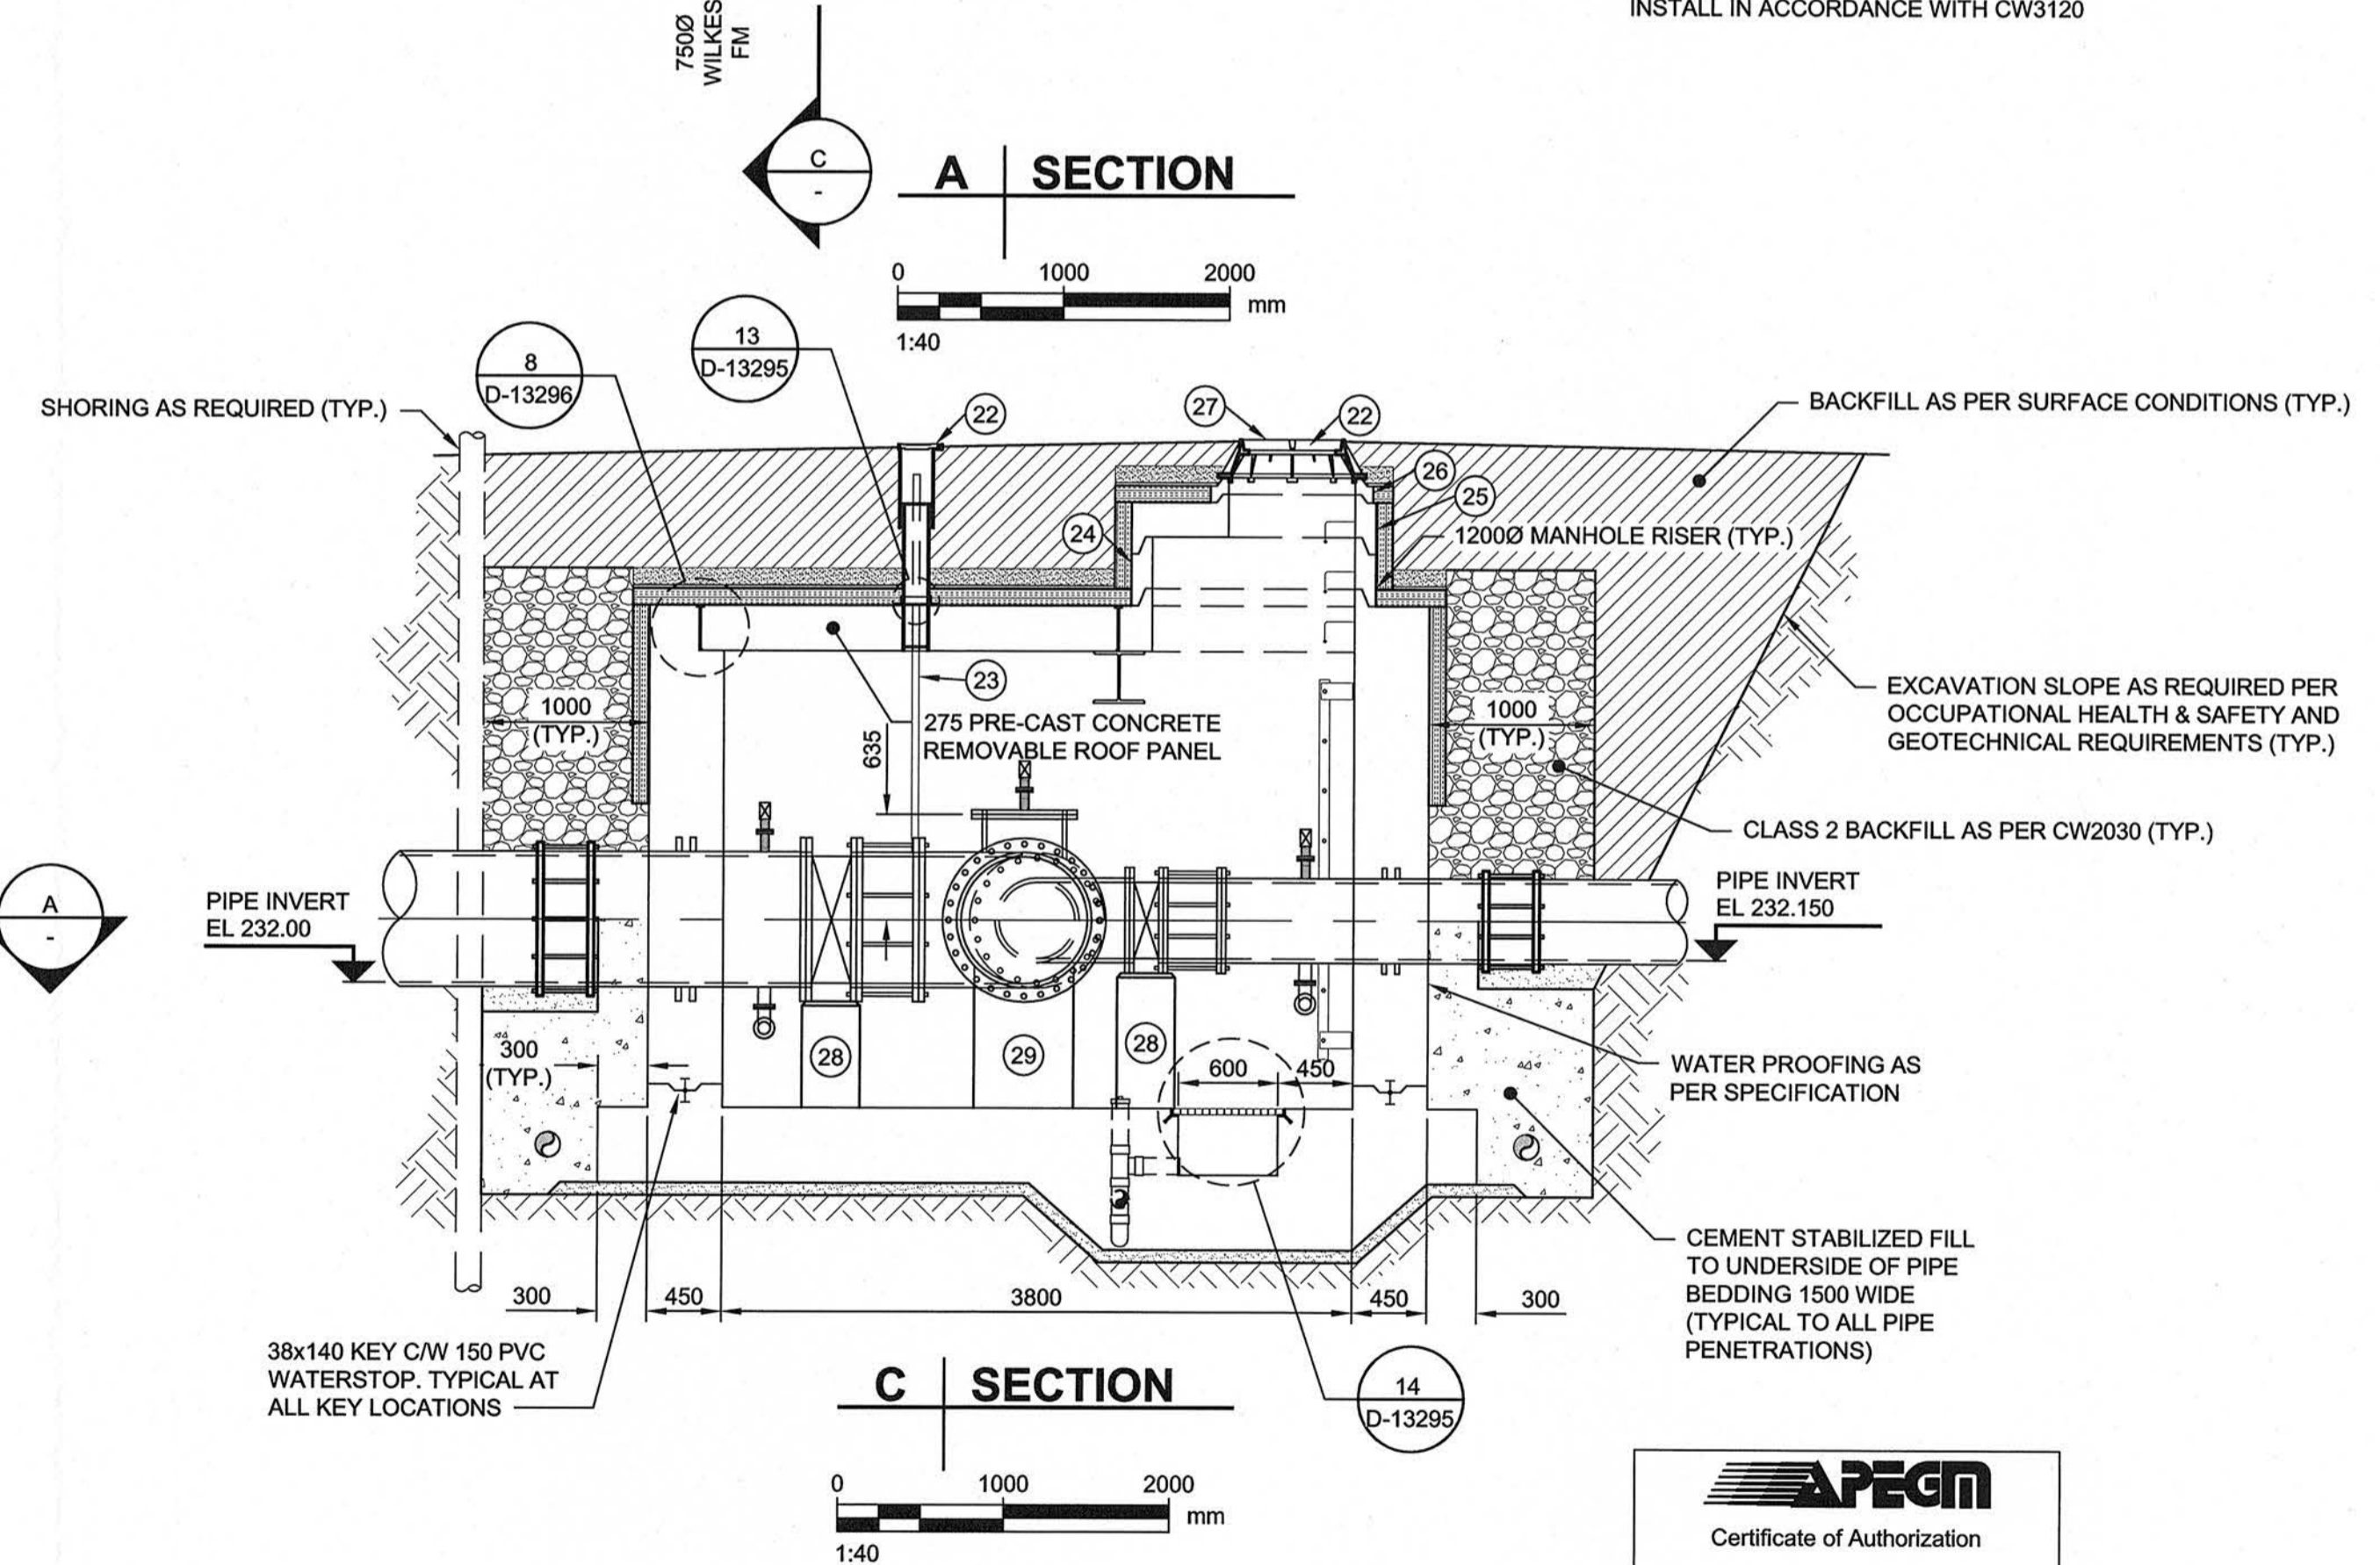 INSTALL IN ACCORDANCE WITH CW3120
750Ø
WILKES
FM
C
-
A SECTION
0 1000 2000
mm
1:40
8
D-13296
13
D-13295
SHORING AS REQUIRED (TYP.)
22
27
22
BACKFILL AS PER SURFACE CONDITIONS (TYP.)
26
25
24
1200Ø MANHOLE RISER (TYP.)
23
1000
(TYP.)
635
275 PRE-CAST CONCRETE
REMOVABLE ROOF PANEL
1000
(TYP.)
EXCAVATION SLOPE AS REQUIRED PER
OCCUPATIONAL HEALTH & SAFETY AND
GEOTECHNICAL REQUIREMENTS (TYP.)
CLASS 2 BACKFILL AS PER CW2030 (TYP.)
A
-
PIPE INVERT
EL 232.00
PIPE INVERT
EL 232.150
300
(TYP.)
28
29
28
600
450
WATER PROOFING AS
PER SPECIFICATION
CEMENT STABILIZED FILL
TO UNDERSIDE OF PIPE
BEDDING 1500 WIDE
(TYPICAL TO ALL PIPE
PENETRATIONS)
300 450 3800 450 300
38x140 KEY C/W 150 PVC
WATERSTOP. TYPICAL AT
ALL KEY LOCATIONS
C SECTION
14
D-13295
0 1000 2000
mm
1:40
APEGM
Certificate of Authorization